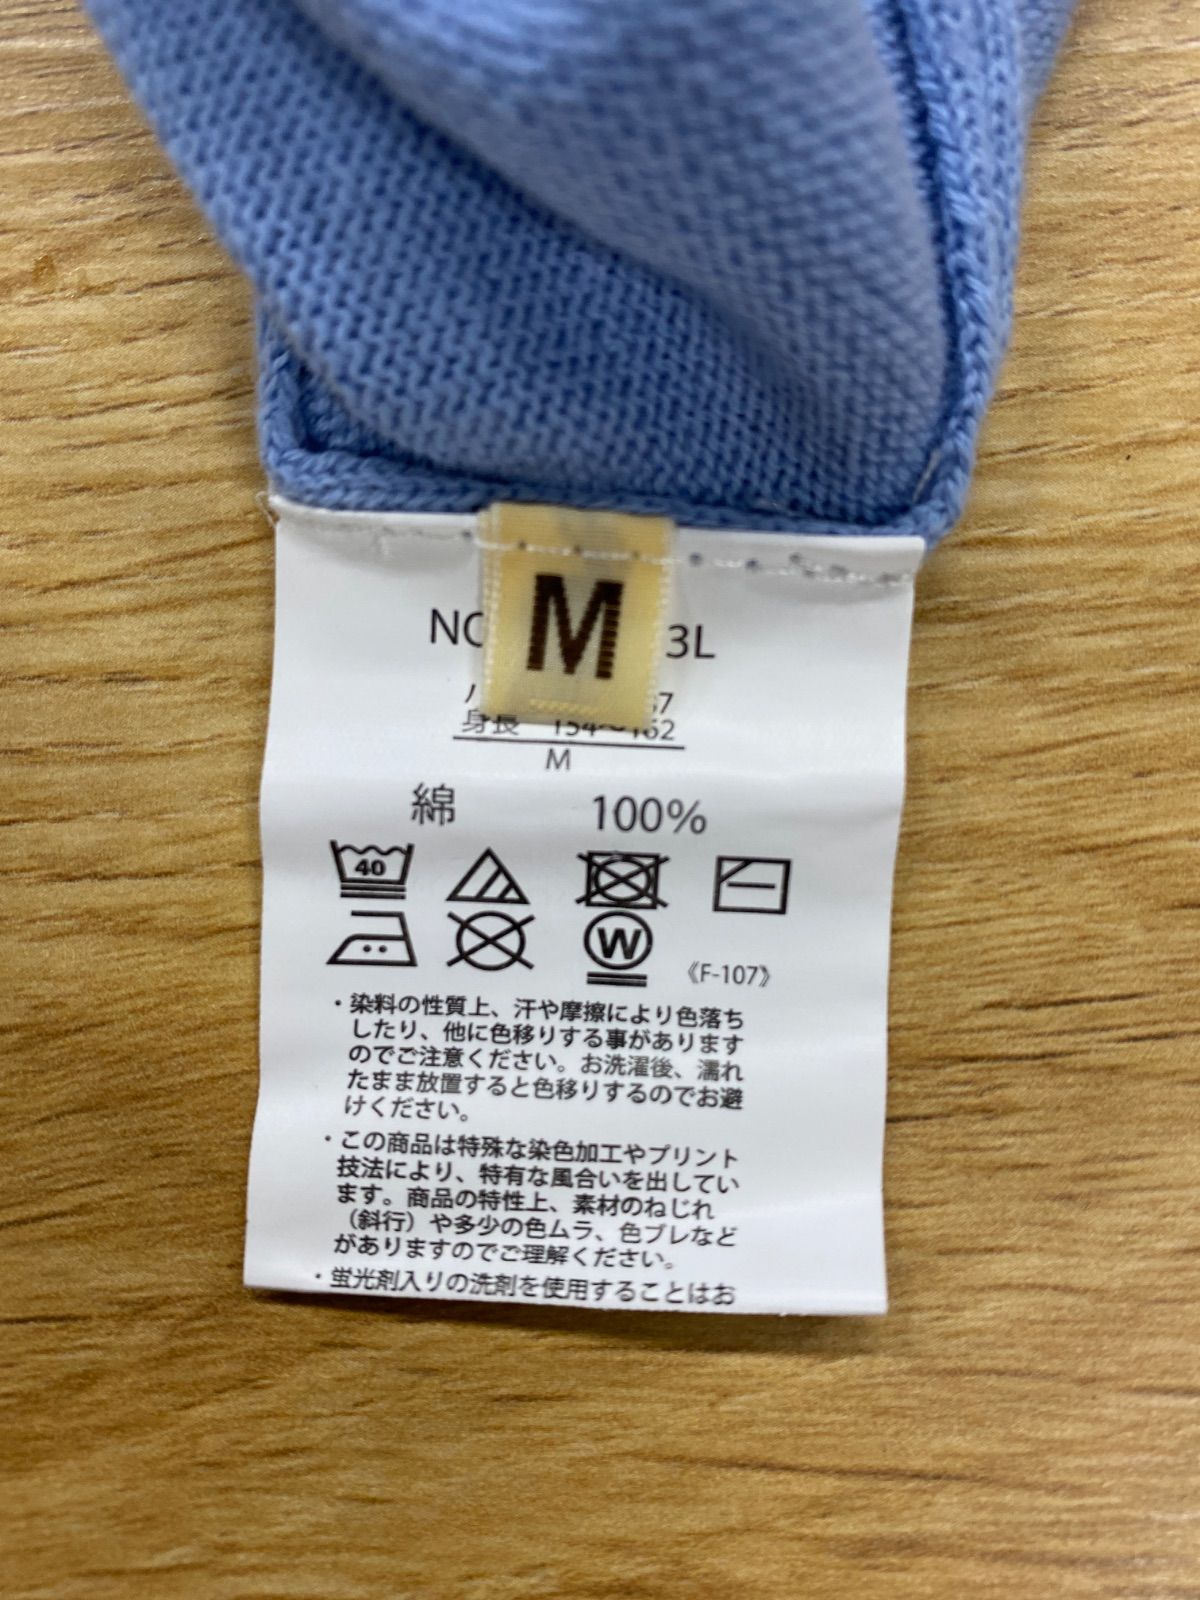 M
3L
身長 154〜162
M
綿 100%
40
W
《F-107》
・染料の性質上、汗や摩擦により色落ち
したり、他に色移りする事があります
のでご注意ください。お洗濯後、濡れ
たまま放置すると色移りするのでお避
けください。
・この商品は特殊な染色加工やプリント
技法により、特有な風合いを出してい
ます。商品の特性上、素材のねじれ
（斜行）や多少の色ムラ、色ブレなど
がありますのでご理解ください。
・蛍光剤入りの洗剤を使用することはお